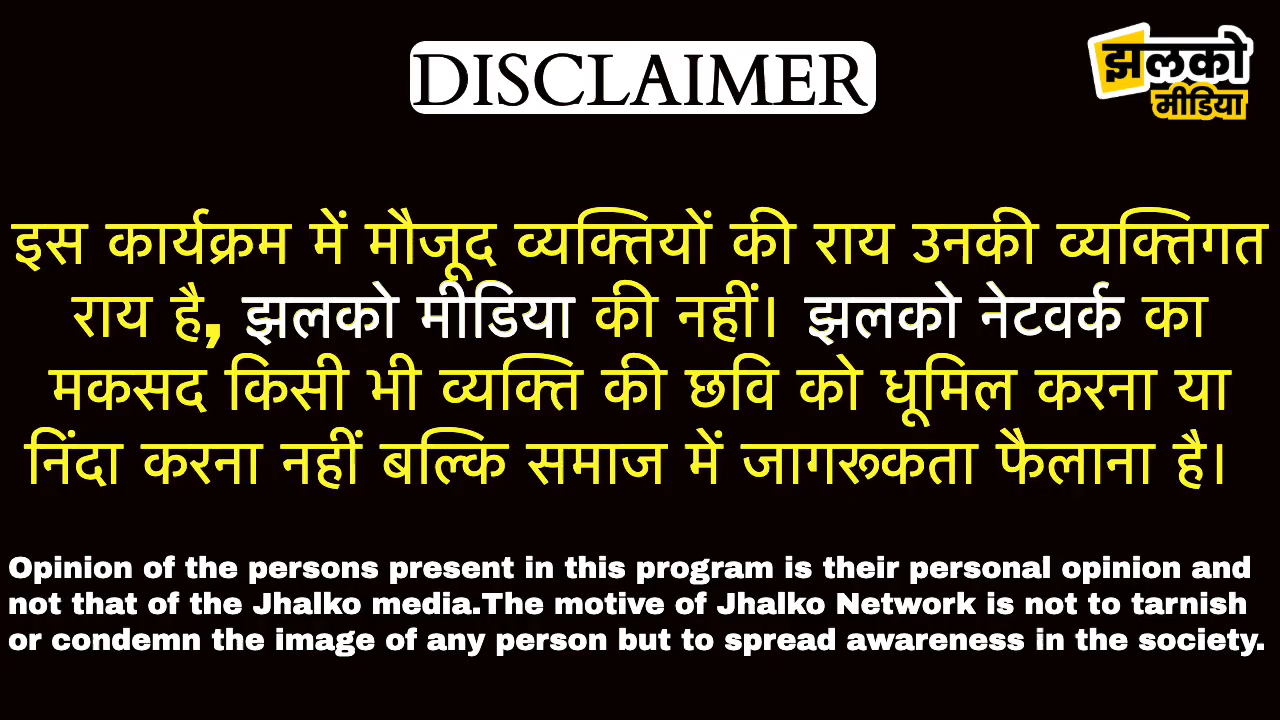 DISCLAIMER
झलको
मीडिया
इस कार्यक्रम में मौजूद व्यक्तियों की राय उनकी व्यक्तिगत
राय है, झलको मीडिया की नहीं। झलको नेटवर्क का
मकसद किसी भी व्यक्ति की छवि को धूमिल करना या
निंदा करना नहीं बल्कि समाज में जागरूकता फैलाना है।
Opinion of the persons present in this program is their personal opinion and
not that of the Jhalko media.The motive of Jhalko Network is not to tarnish
or condemn the image of any person but to spread awareness in the society.